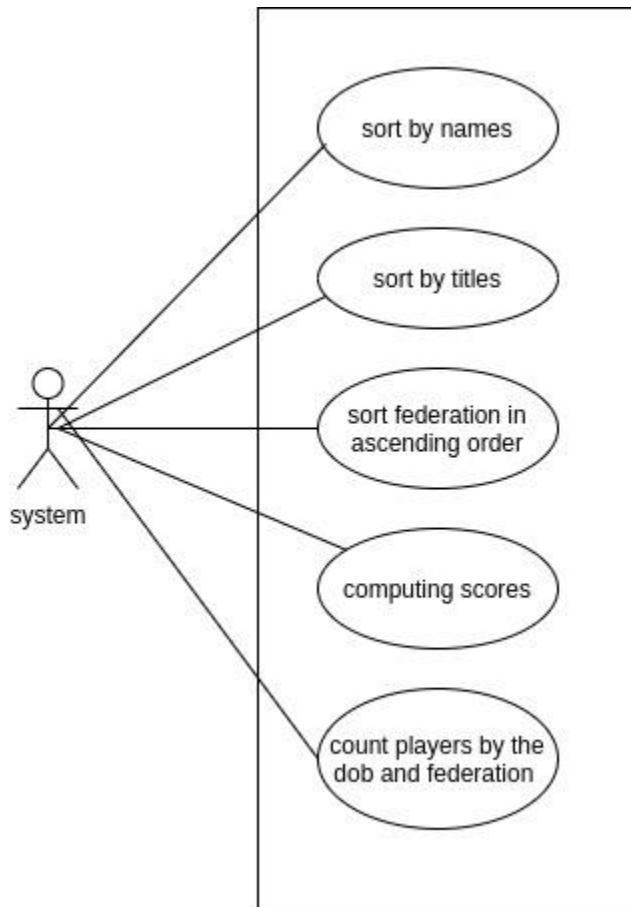 sort by names
sort by titles
sort federation in
ascending order
system
computing scores
count players by the
dob and federation